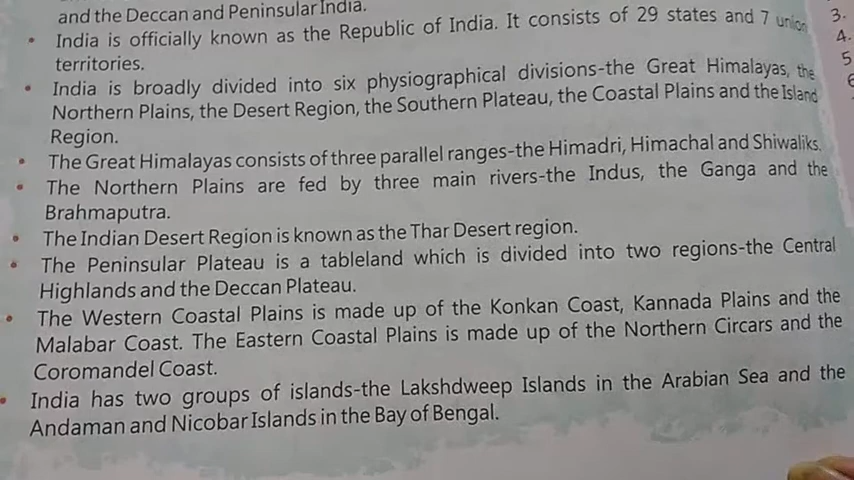 and the Deccan and Peninsular India.
• India is officially known as the Republic of India. It consists of 29 states and 7 union
territories.
• India is broadly divided into six physiographical divisions-the Great Himalayas, the
Northern Plains, the Desert Region, the Southern Plateau, the Coastal Plains and the Island
Region.
• The Great Himalayas consists of three parallel ranges-the Himadri, Himachal and Shiwaliks.
• The Northern Plains are fed by three main rivers-the Indus, the Ganga and the
Brahmaputra.
• The Indian Desert Region is known as the Thar Desert region.
• The Peninsular Plateau is a tableland which is divided into two regions-the Central
Highlands and the Deccan Plateau.
• The Western Coastal Plains is made up of the Konkan Coast, Kannada Plains and the
Malabar Coast. The Eastern Coastal Plains is made up of the Northern Circars and the
Coromandel Coast.
• India has two groups of islands-the Lakshdweep Islands in the Arabian Sea and the
Andaman and Nicobar Islands in the Bay of Bengal.
3.
4.
5
6